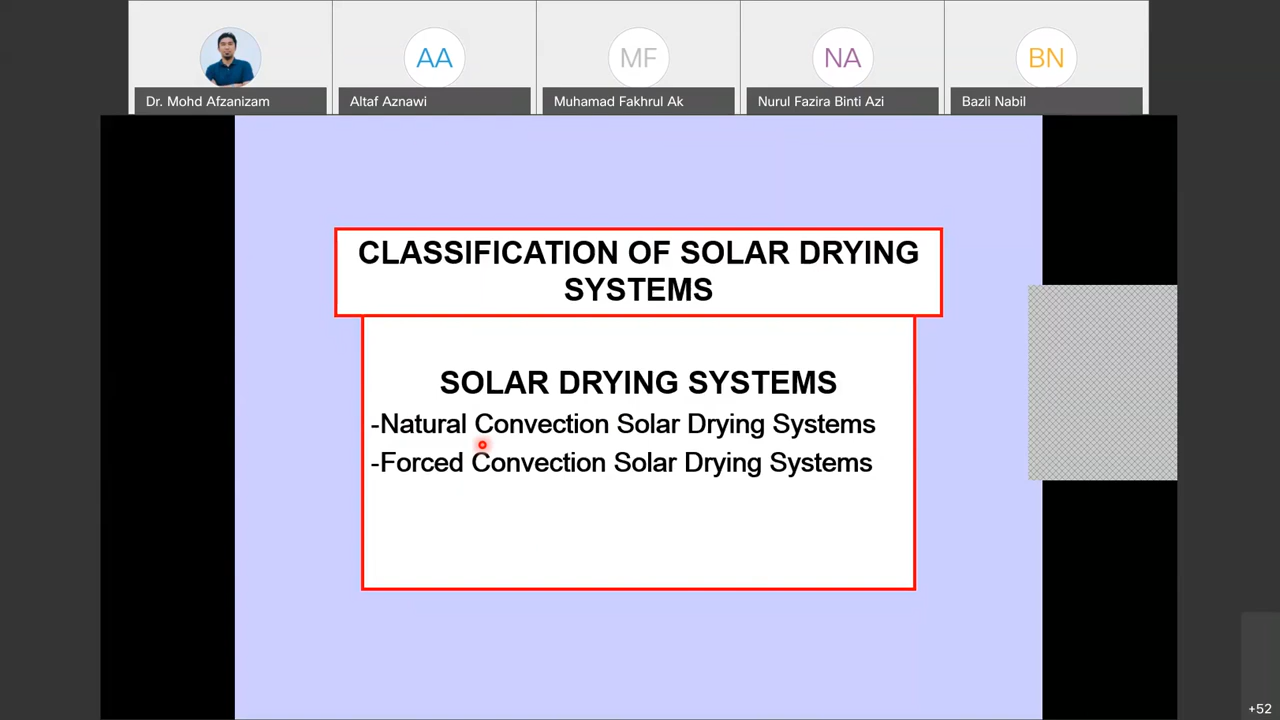 AA
MF
NA
BN
Dr. Mohd Afzanizam
Altaf Aznawi
Muhamad Fakhrul Ak
Nurul Fazira Binti Azi
Bazli Nabil
CLASSIFICATION OF SOLAR DRYING
SYSTEMS
SOLAR DRYING SYSTEMS
-Natural Convection Solar Drying Systems
-Forced Convection Solar Drying Systems
+52